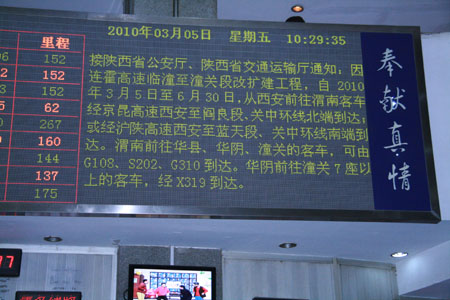 2010年03月05日 星期五 10:29:35
里程
152
152
152
62
267
160
144
137
175
接陕西省公安厅、陕西省交通运输厅通知：因
连霍高速临潼至潼关段改扩建工程，自 2010
年 3 月 5 日至 6 月 30 日，从西安前往渭南客车
经京昆高速西安至阎良段、关中环线北端到达；
或经沪陕高速西安至蓝天段、关中环线南端到
达。渭南前往华县、华阴、潼关的客车，可由
G108、S202、G310 到达。华阴前往潼关 7 座以
上的客车，经 X319 到达。
奉献真情